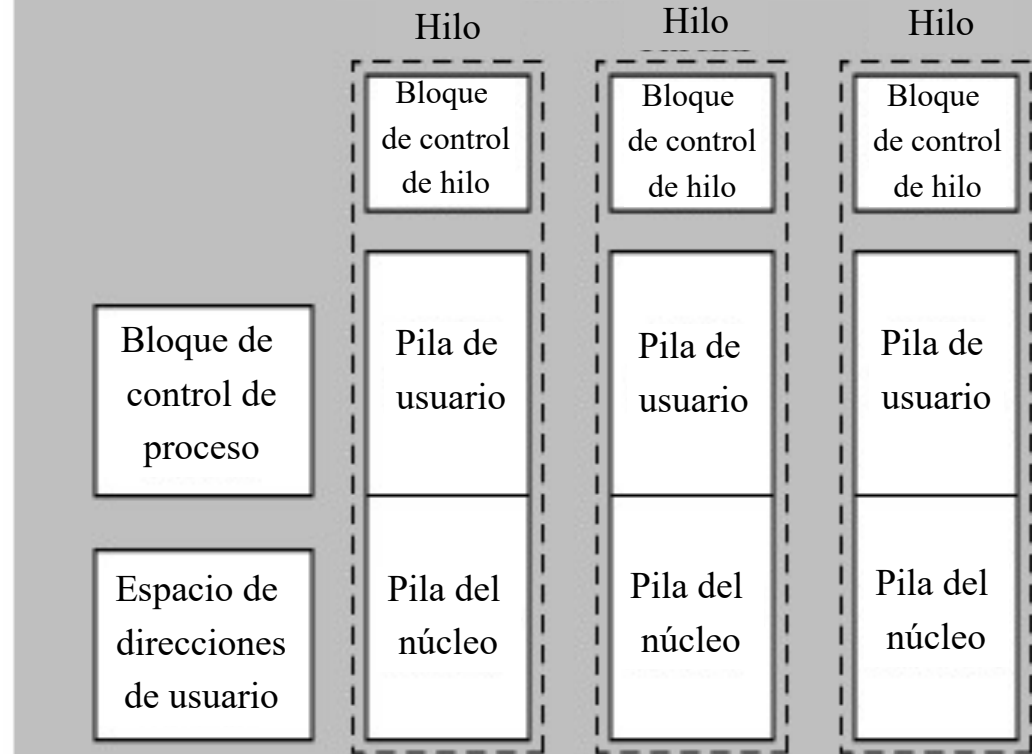 Hilo
Hilo
Hilo
Bloque
de control
de hilo
Bloque
de control
de hilo
Bloque
de control
de hilo
Bloque de
control de
proceso
Pila de
usuario
Pila de
usuario
Pila de
usuario
Espacio de
direcciones
de usuario
Pila del
núcleo
Pila del
núcleo
Pila del
núcleo